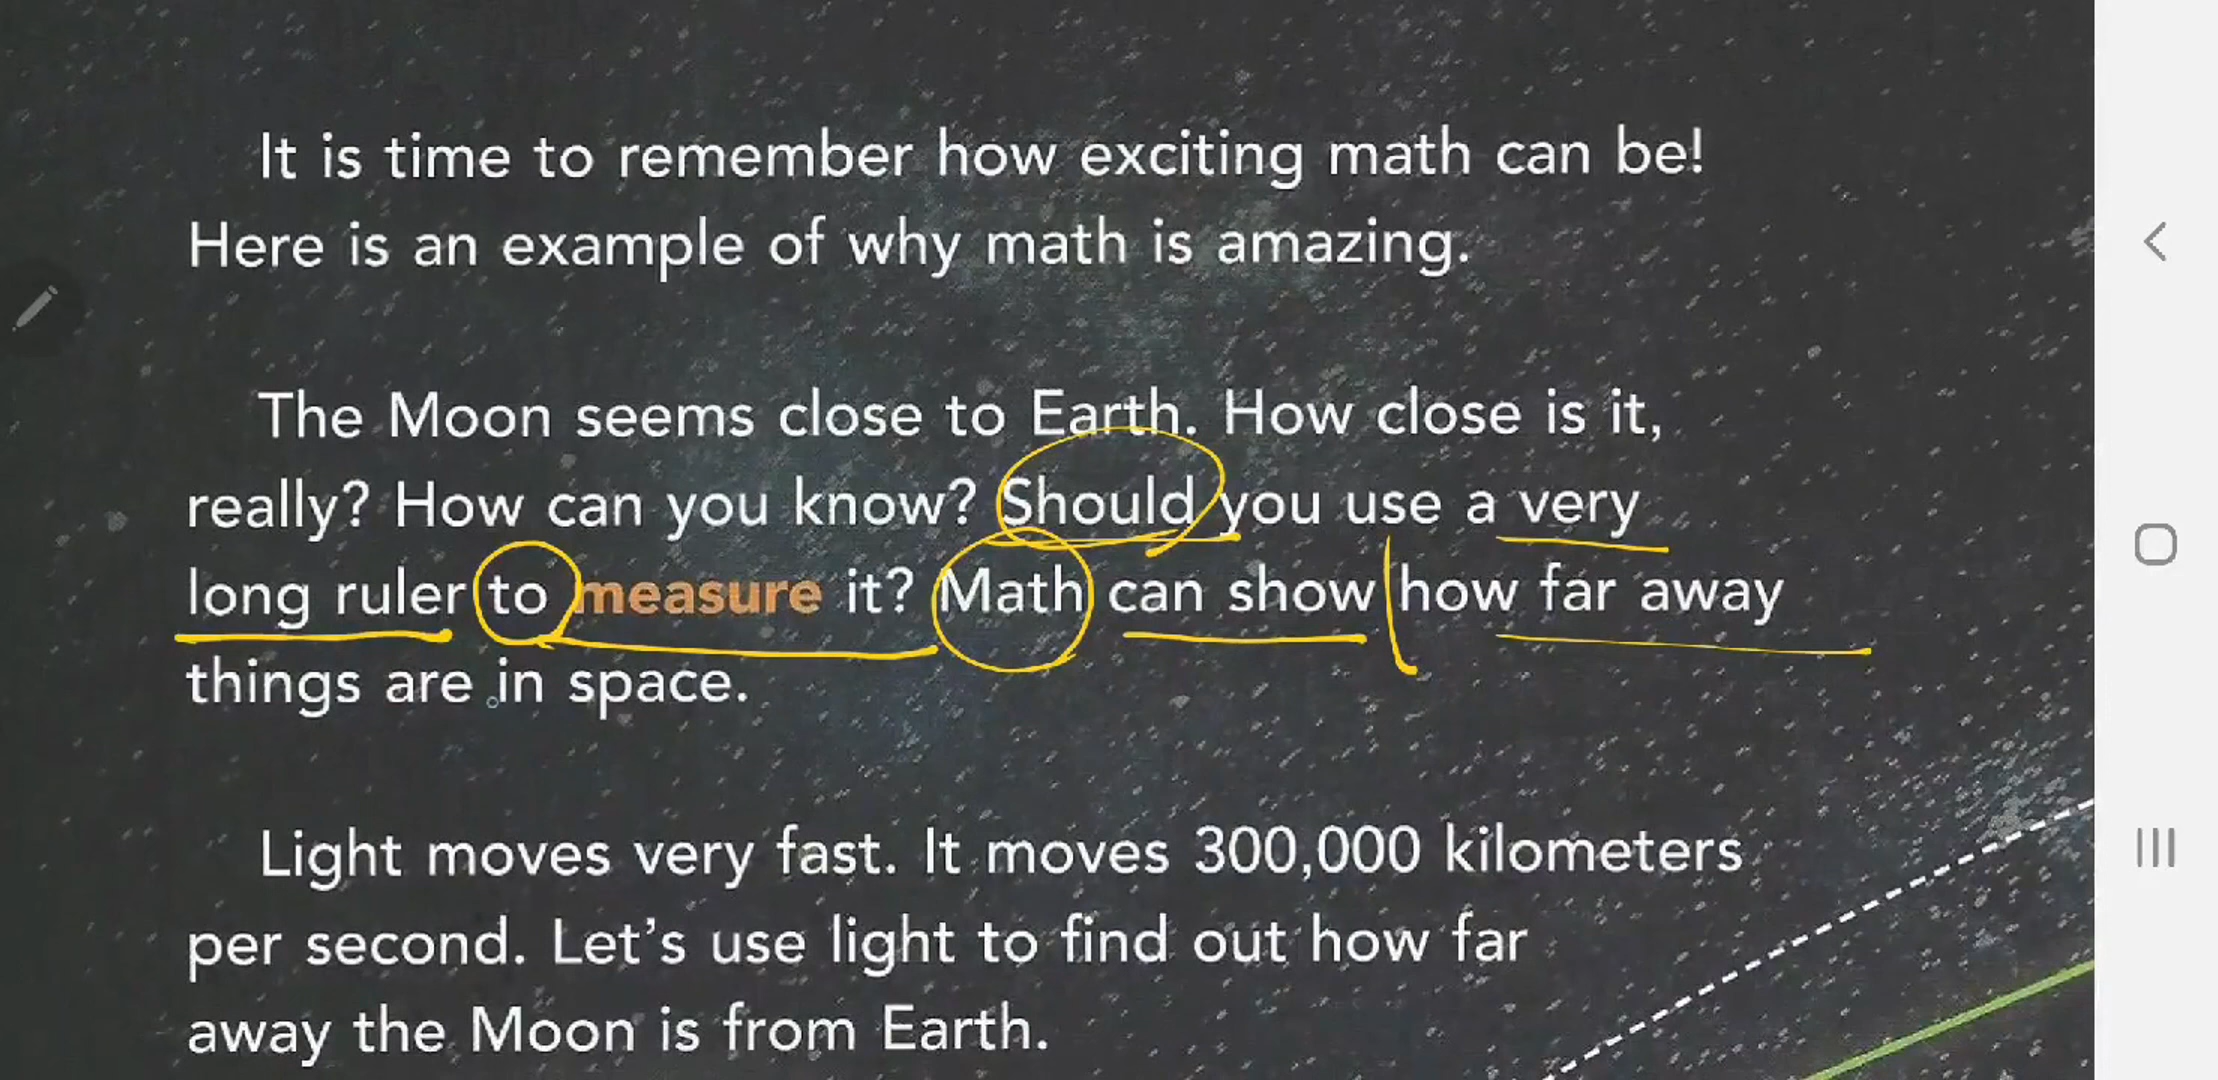 It is time to remember how exciting math can be!
Here is an example of why math is amazing.
The Moon seems close to Earth. How close is it,
really? How can you know? Should you use a very
long ruler to measure it? Math can show how far away
things are in space.
Light moves very fast. It moves 300,000 kilometers
per second. Let's use light to find out how far
away the Moon is from Earth.